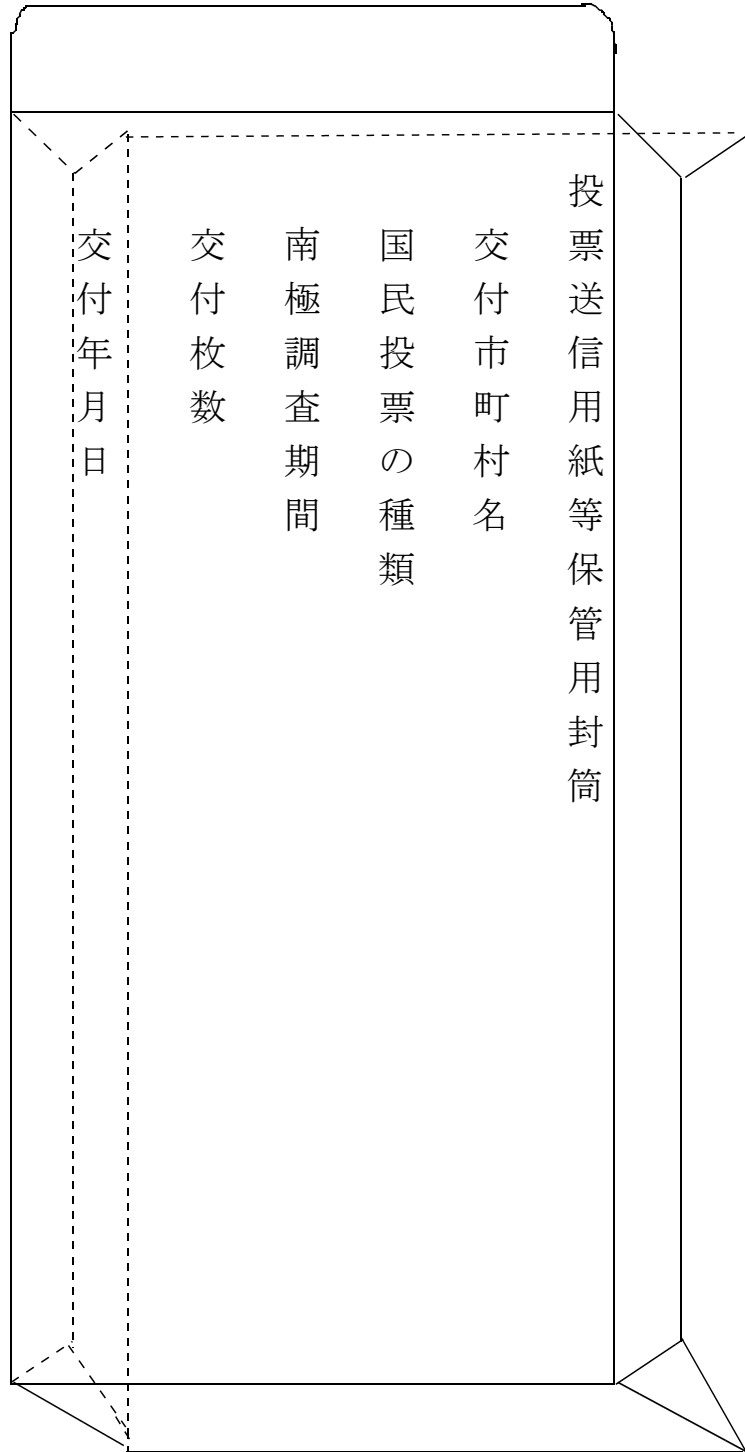 投票送信用紙等保管用封筒
交付市町村名
国民投票の種類
南極調査期間
交付枚数
交付年月日